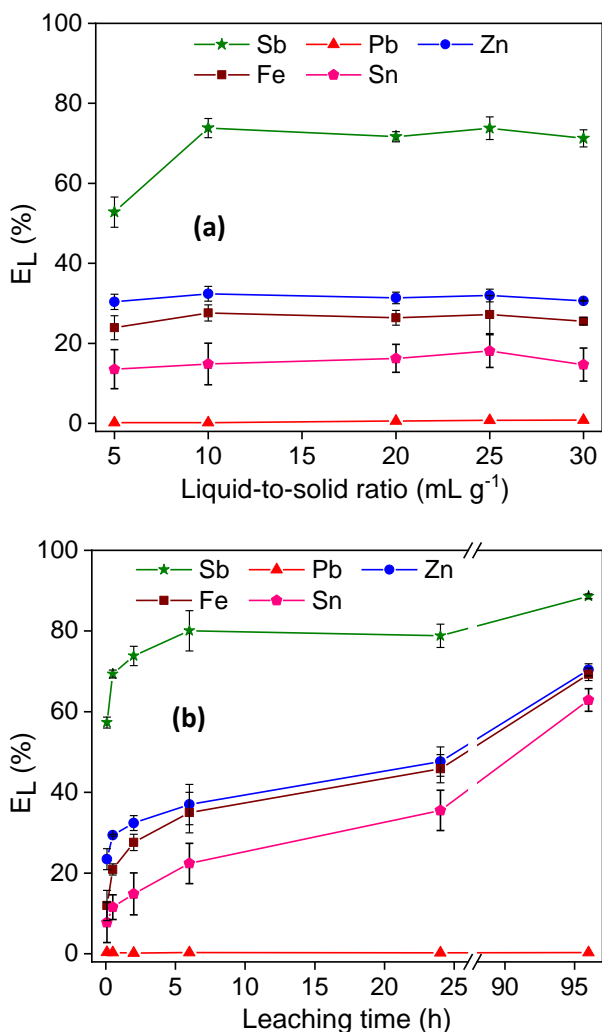 100
Sb Pb Zn
Fe Sn
80
60
(a)
40
20
0
E_L (%)
5 10 15 20 25 30
Liquid-to-solid ratio (mL g⁻¹)
100
Sb Pb Zn
Fe Sn
80
(b)
60
40
20
0
E_L (%)
0 5 10 15 20 25 90 95
Leaching time (h)